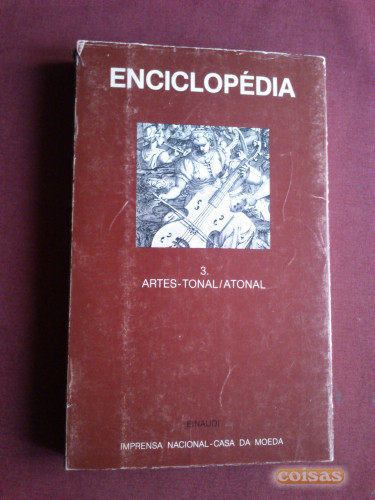 ENCICLOPÉDIA
3.
ARTES-TONAL/ATONAL
EINAUDI
IMPRENSA NACIONAL-CASA DA MOEDA
coisas